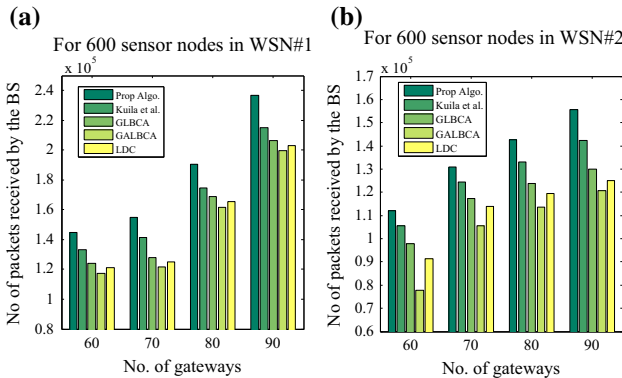 (a)
For 600 sensor nodes in WSN#1
x 10^5
2.4
2.2
2
1.8
1.6
1.4
1.2
1
0.8
No of packets received by the BS
Prop Algo.
Kuila et al.
GLBCA
GALBCA
LDC
60 70 80 90
No. of gateways
(b)
For 600 sensor nodes in WSN#2
x 10^5
1.7
1.6
1.5
1.4
1.3
1.2
1.1
1
0.9
0.8
0.7
0.6
No of packets received by the BS
Prop Algo.
Kuila et al.
GLBCA
GALBCA
LDC
60 70 80 90
No. of gateways